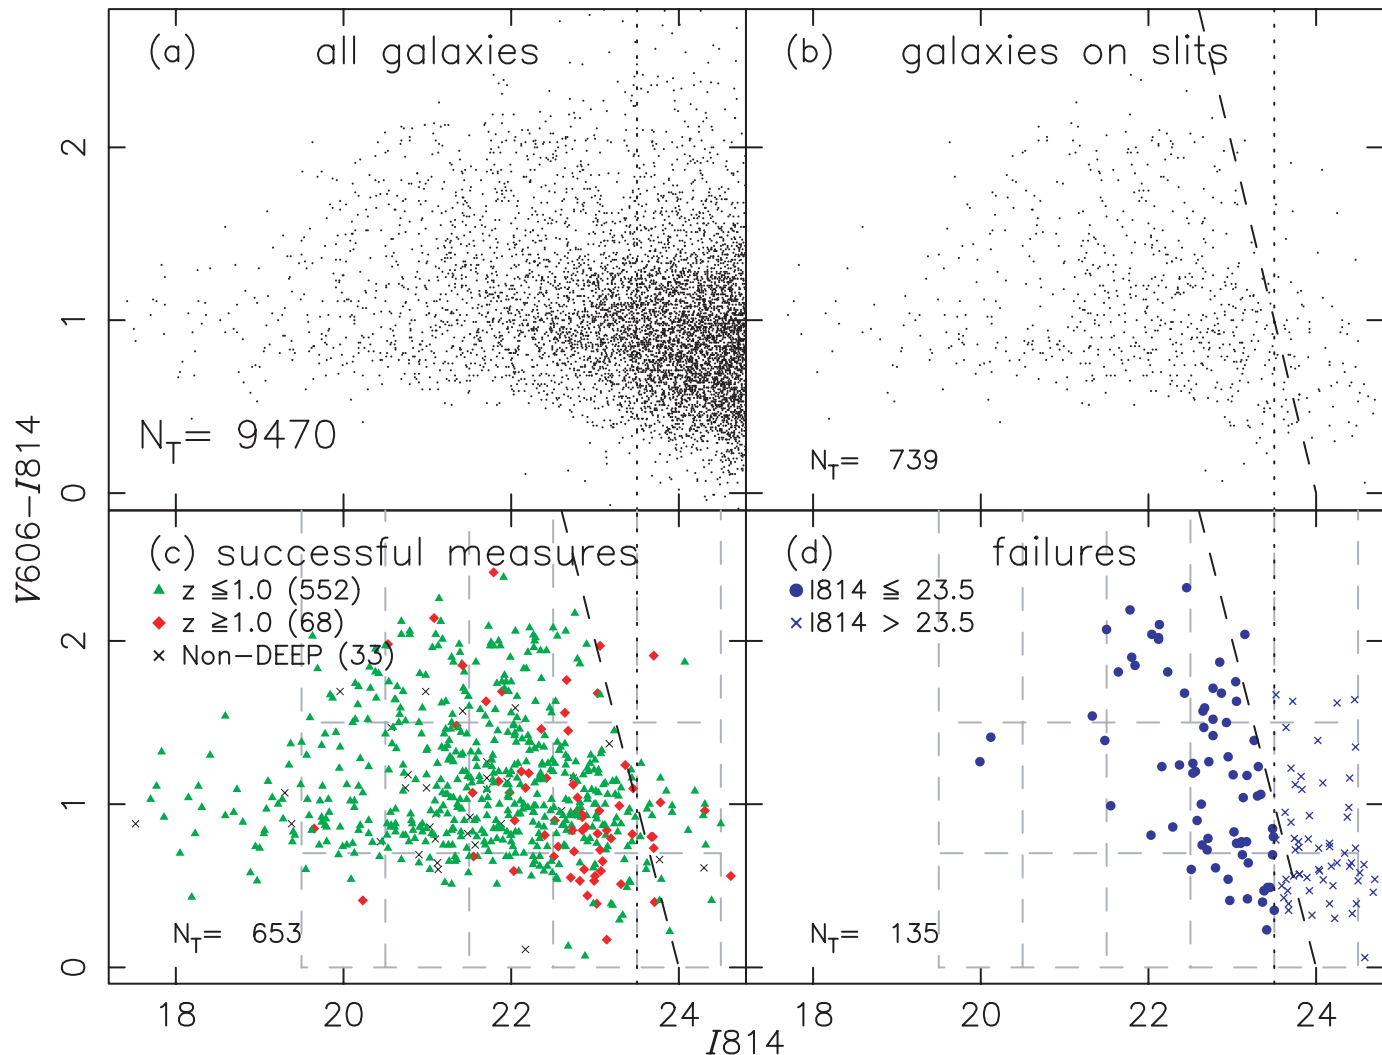 (a) all galaxies
(b) galaxies on slits
N_T= 9470
N_T= 739
(c) successful measures
z ≦1.0 (552)
z ≧1.0 (68)
Non-DEEP (33)
N_T= 653
(d) failures
I814 ≦ 23.5
I814 > 23.5
N_T= 135
V606-I814
2
1
0
2
1
0
18 20 22 24
18 20 22 24
I814